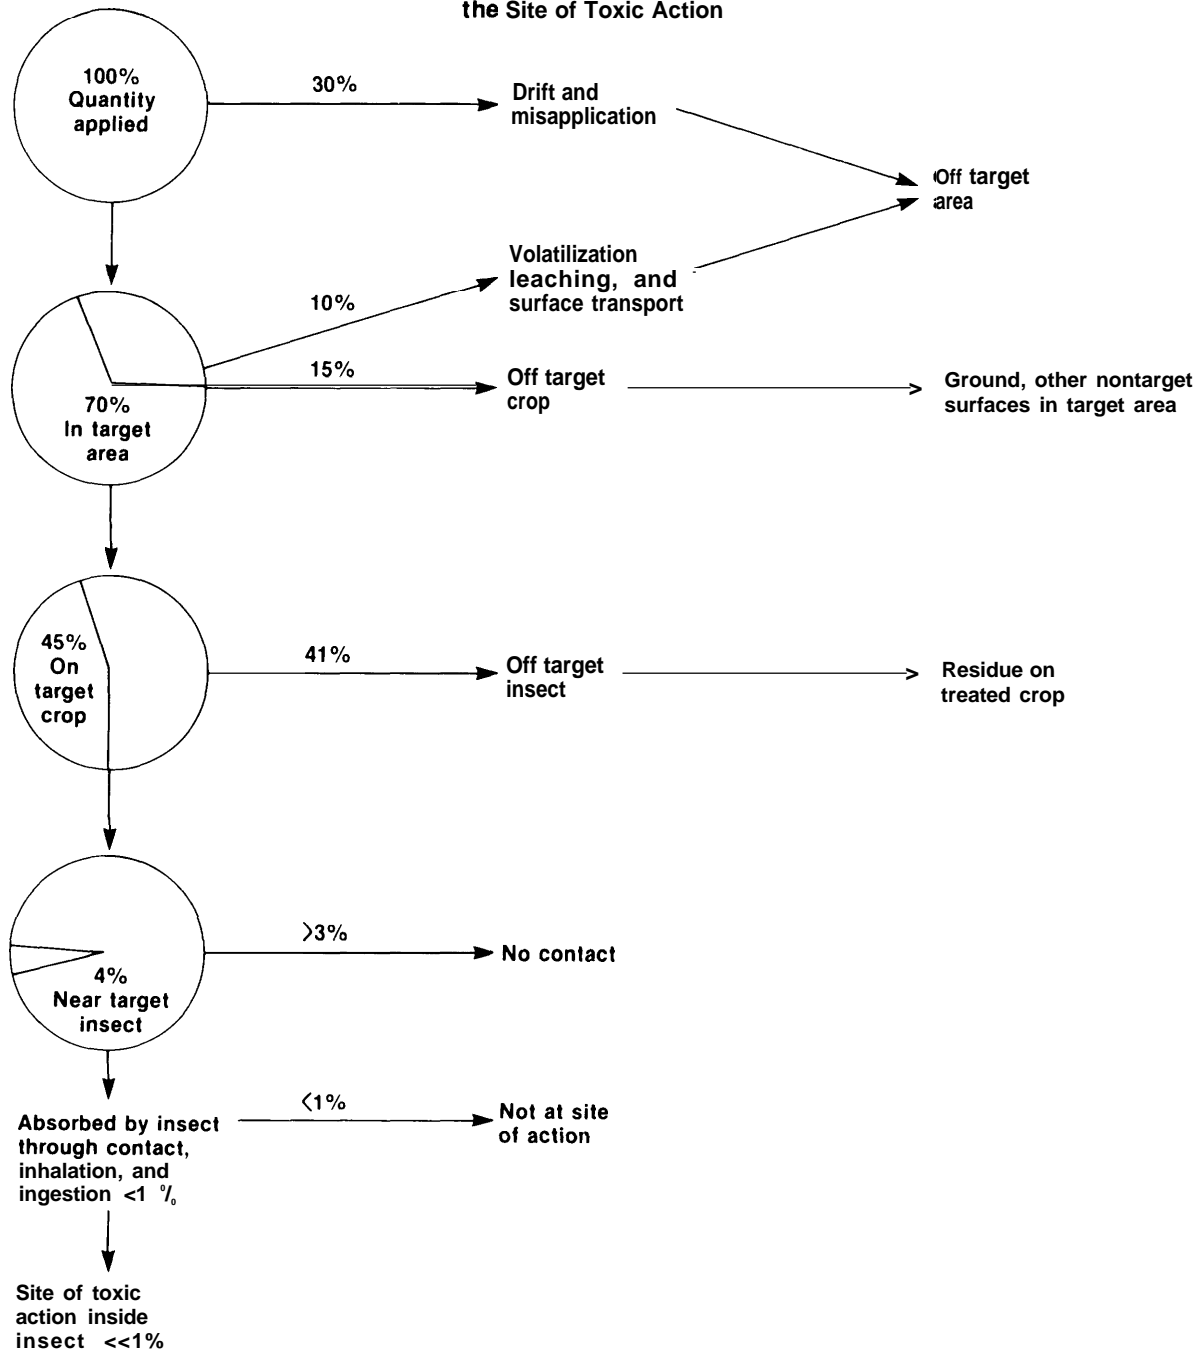 the Site of Toxic Action
100%
Quantity
applied
30%
Drift and
misapplication
Off target
area
Volatilization
leaching, and
surface transport
10%
15%
Off target
crop
Ground, other nontarget
surfaces in target area
70%
In target
area
45%
On
target
crop
41%
Off target
insect
Residue on
treated crop
4%
Near target
insect
>3%
No contact
Absorbed by insect
through contact,
inhalation, and
ingestion <1 %
<1%
Not at site
of action
Site of toxic
action inside
insect <<1%